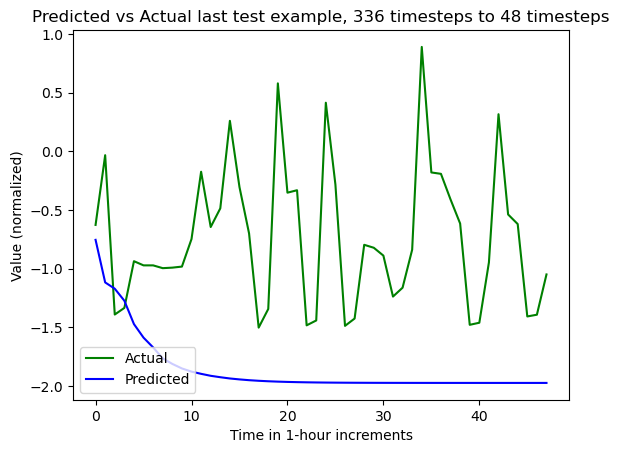 Predicted vs Actual last test example, 336 timesteps to 48 timesteps
Value (normalized)
1.0
0.5
0.0
−0.5
−1.0
−1.5
−2.0
Actual
Predicted
0 10 20 30 40
Time in 1-hour increments